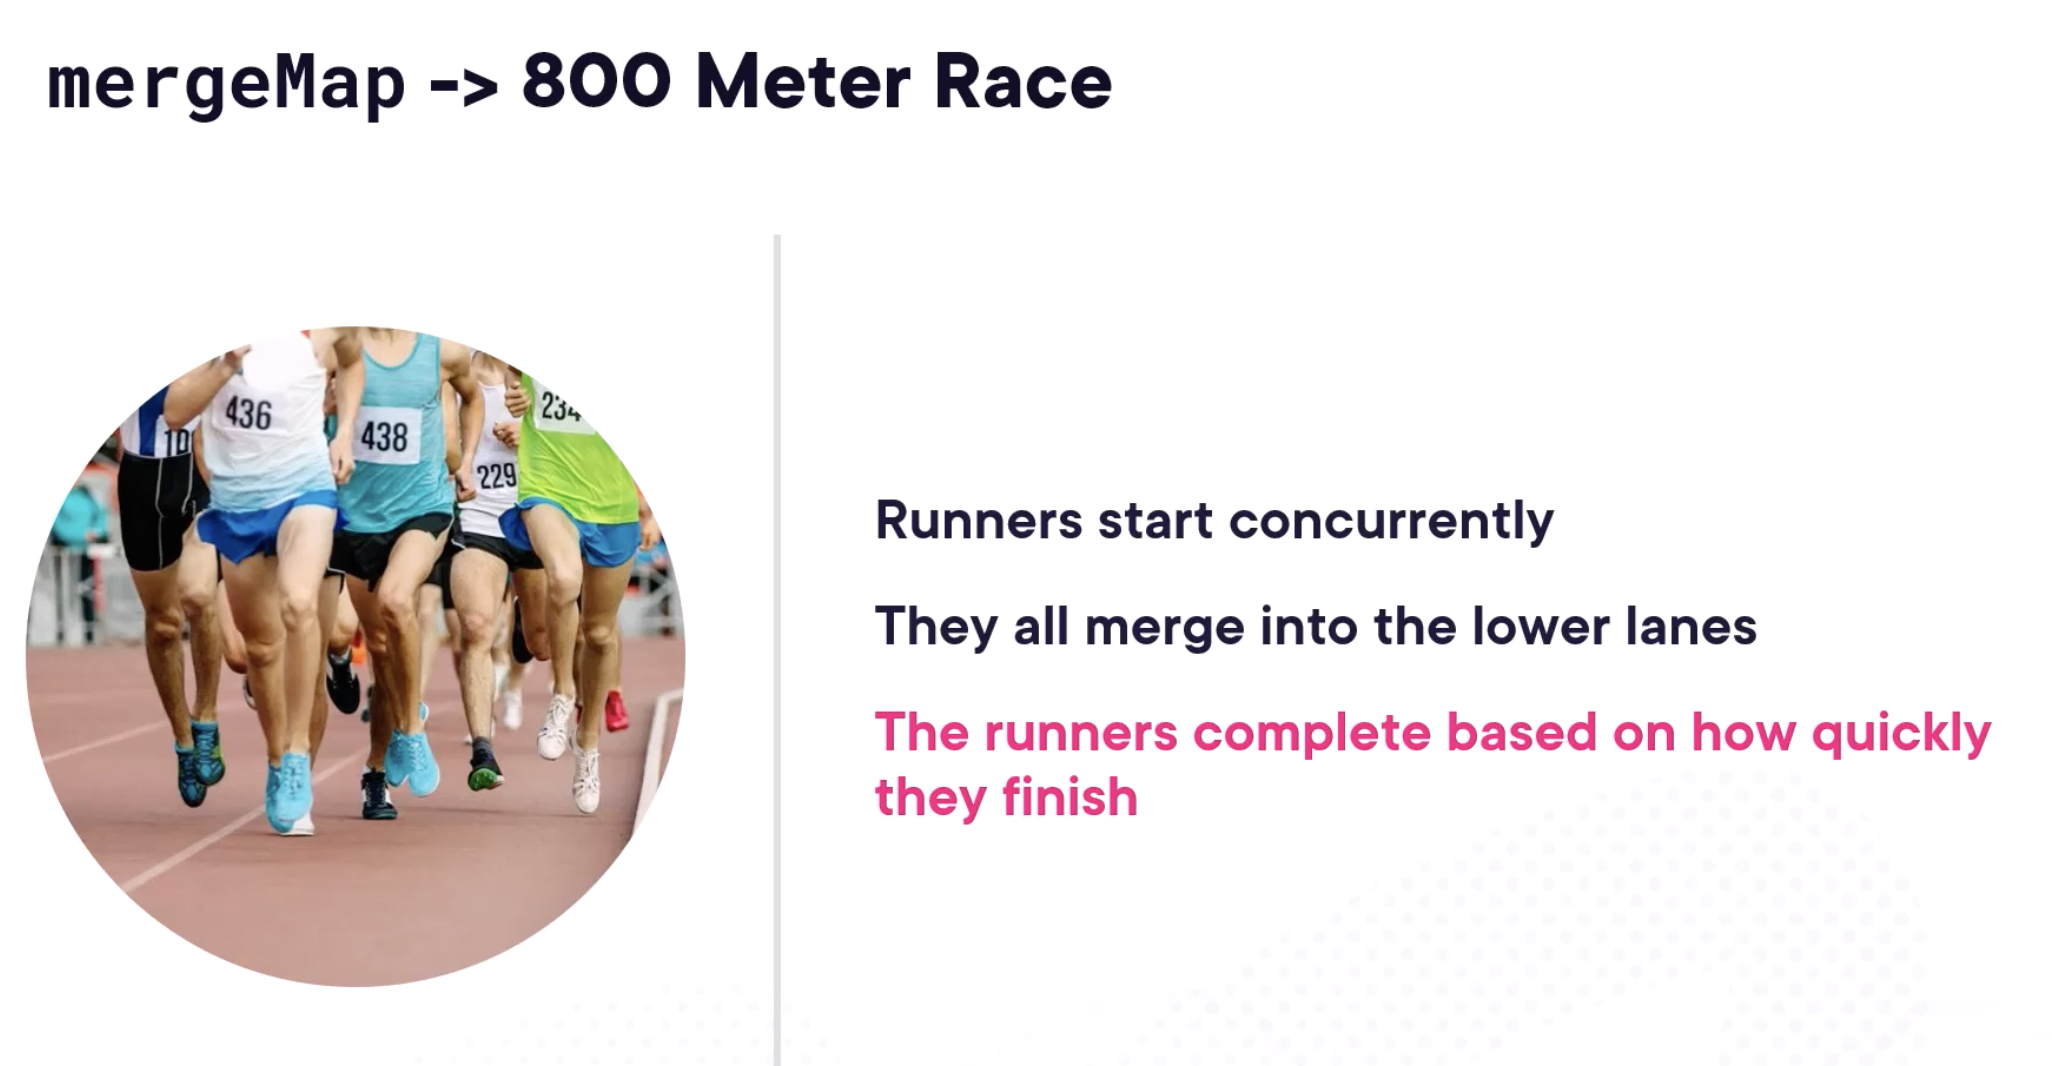 mergeMap -> 800 Meter Race
436
438
10
229
234
Runners start concurrently
They all merge into the lower lanes
The runners complete based on how quickly
they finish